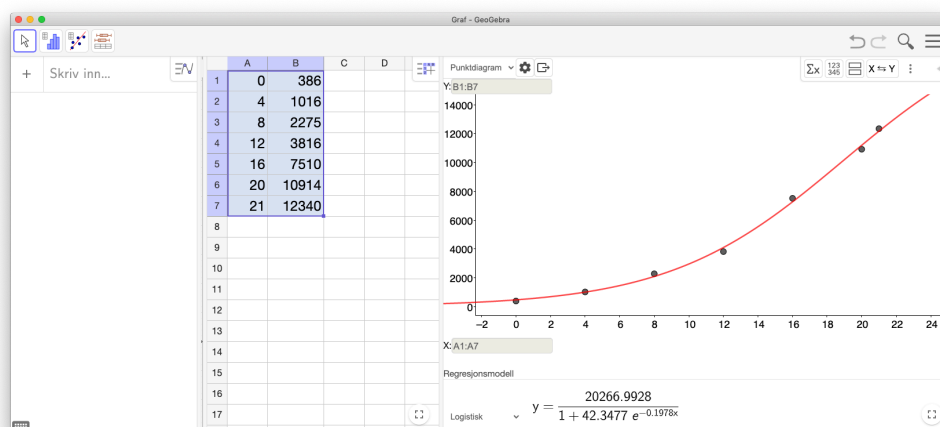 Graf – GeoGebra
+ Skriv inn...
A B C D
1 0 386
2 4 1016
3 8 2275
4 12 3816
5 16 7510
6 20 10914
7 21 12340
8
9
10
11
12
13
14
15
16
17
Punktdiagram
Σx 123 345 X ⇆ Y
Y: B1:B7
14000
12000
10000
8000
6000
4000
2000
0
−2 0 2 4 6 8 10 12 14 16 18 20 22 24
X: A1:A7
Regresjonsmodell
Logistisk
y = 20266.9928 / (1 + 42.3477 e^−0.1978x)